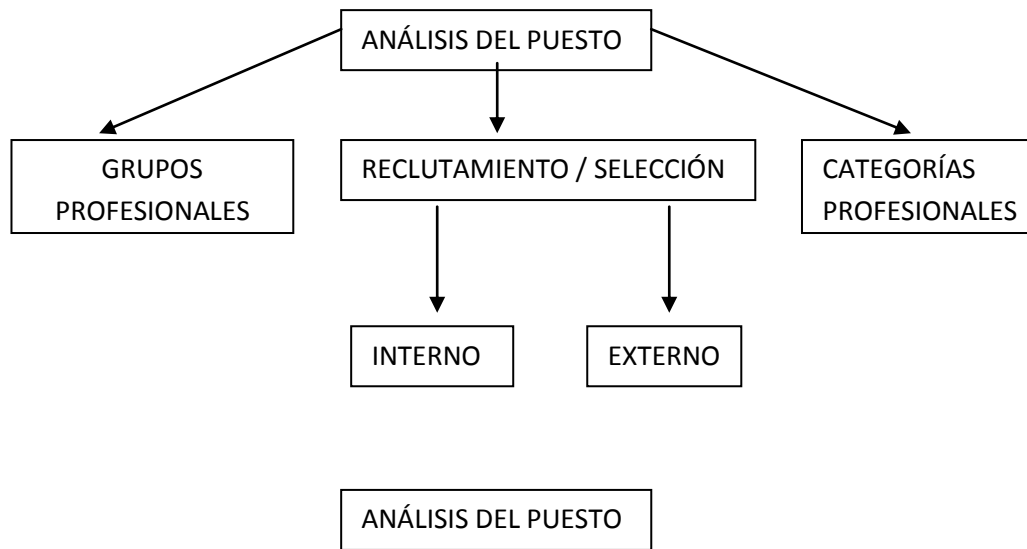 ANÁLISIS DEL PUESTO
GRUPOS
PROFESIONALES
RECLUTAMIENTO / SELECCIÓN
CATEGORÍAS
PROFESIONALES
INTERNO
EXTERNO
ANÁLISIS DEL PUESTO